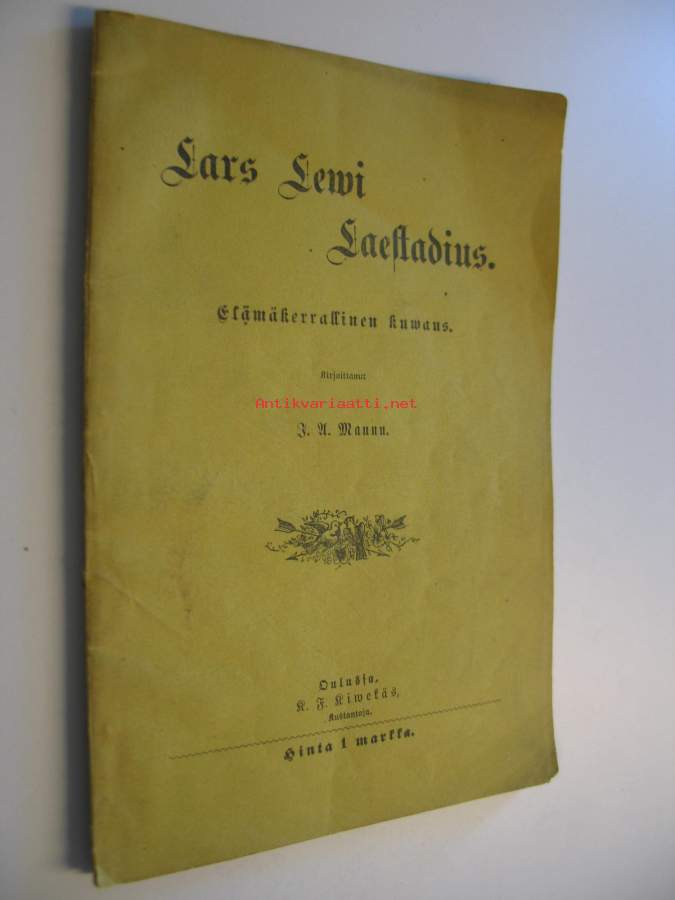 Lars Lewi
Laestadius.
Elämäkerrallinen kuwaus.
Kirjoittanut
Antikvariaatti.net
J. A. Mannu.
Oulussa,
K. F. Kiwekäs,
Kustantaja.
Hinta 1 markka.